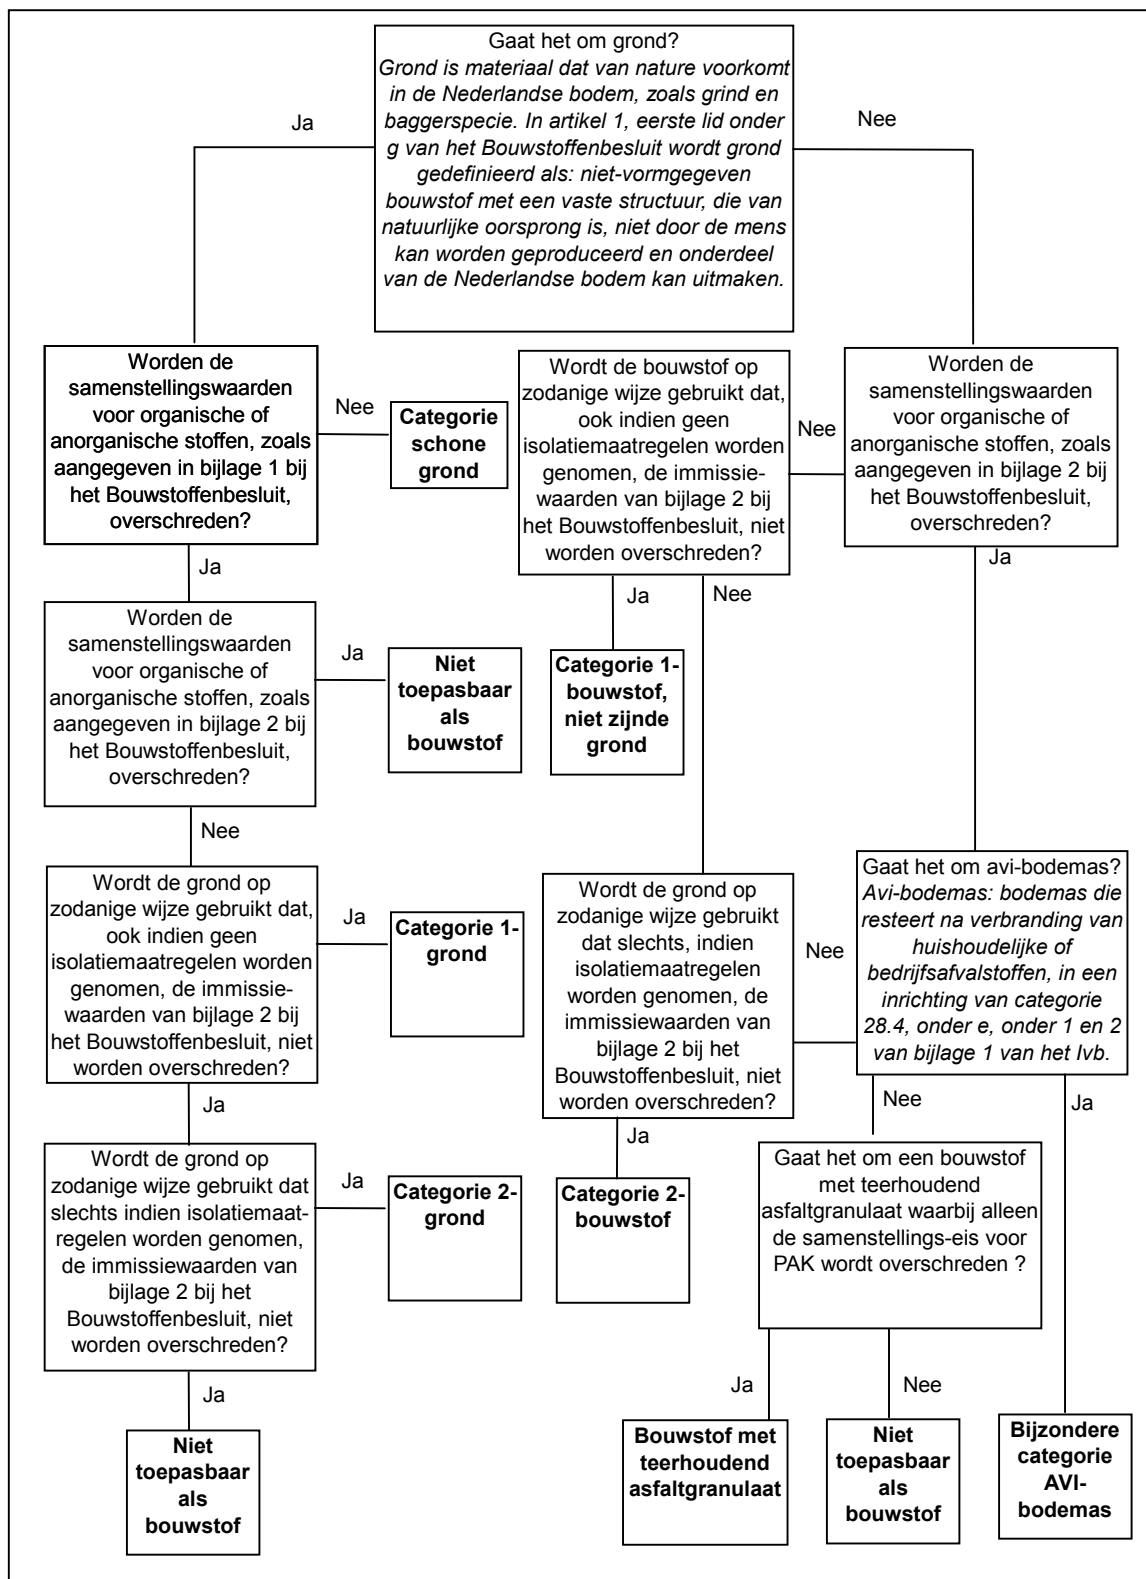 Gaat het om grond?
Grond is materiaal dat van nature voorkomt
in de Nederlandse bodem, zoals grind en
baggerspecie. In artikel 1, eerste lid onder
g van het Bouwstoffenbesluit wordt grond
gedefinieerd als: niet-vormgegeven
bouwstof met een vaste structuur, die van
natuurlijke oorsprong is, niet door de mens
kan worden geproduceerd en onderdeel
van de Nederlandse bodem kan uitmaken.
Ja
Nee
Worden de
samenstellingswaarden
voor organische of
anorganische stoffen, zoals
aangegeven in bijlage 1 bij
het Bouwstoffenbesluit,
overschreden?
Nee
Categorie
schone
grond
Wordt de bouwstof op
zodanige wijze gebruikt dat,
ook indien geen
isolatiemaatregelen worden
genomen, de immissie-
waarden van bijlage 2 bij
het Bouwstoffenbesluit, niet
worden overschreden?
Nee
Worden de
samenstellingswaarden
voor organische of
anorganische stoffen, zoals
aangegeven in bijlage 2 bij
het Bouwstoffenbesluit,
overschreden?
Ja
Ja
Nee
Ja
Worden de
samenstellingswaarden
voor organische of
anorganische stoffen, zoals
aangegeven in bijlage 2 bij
het Bouwstoffenbesluit,
overschreden?
Ja
Niet
toepasbaar
als
bouwstof
Categorie 1-
bouwstof,
niet zijnde
grond
Nee
Wordt de grond op
zodanige wijze gebruikt dat,
ook indien geen
isolatiemaatregelen worden
genomen, de immissie-
waarden van bijlage 2 bij
het Bouwstoffenbesluit, niet
worden overschreden?
Ja
Categorie 1-
grond
Wordt de grond op
zodanige wijze gebruikt
dat slechts, indien
isolatiemaatregelen
worden genomen, de
immissiewaarden van
bijlage 2 bij het
Bouwstoffenbesluit, niet
worden overschreden?
Nee
Gaat het om avi-bodemas?
Avi-bodemas: bodemas die
resteert na verbranding van
huishoudelijke of
bedrijfsafvalstoffen, in een
inrichting van categorie
28.4, onder e, onder 1 en 2
van bijlage 1 van het Ivb.
Ja
Ja
Nee
Ja
Wordt de grond op
zodanige wijze gebruikt dat
slechts indien isolatiemaat-
regelen worden genomen,
de immissiewaarden van
bijlage 2 bij het
Bouwstoffenbesluit, niet
worden overschreden?
Ja
Categorie 2-
grond
Categorie 2-
bouwstof
Gaat het om een bouwstof
met teerhoudend
asfaltgranulaat waarbij alleen
de samenstellings-eis voor
PAK wordt overschreden ?
Ja
Ja
Nee
Niet
toepasbaar
als
bouwstof
Bouwstof met
teerhoudend
asfaltgranulaat
Niet
toepasbaar
als
bouwstof
Bijzondere
categorie
AVI-
bodemas